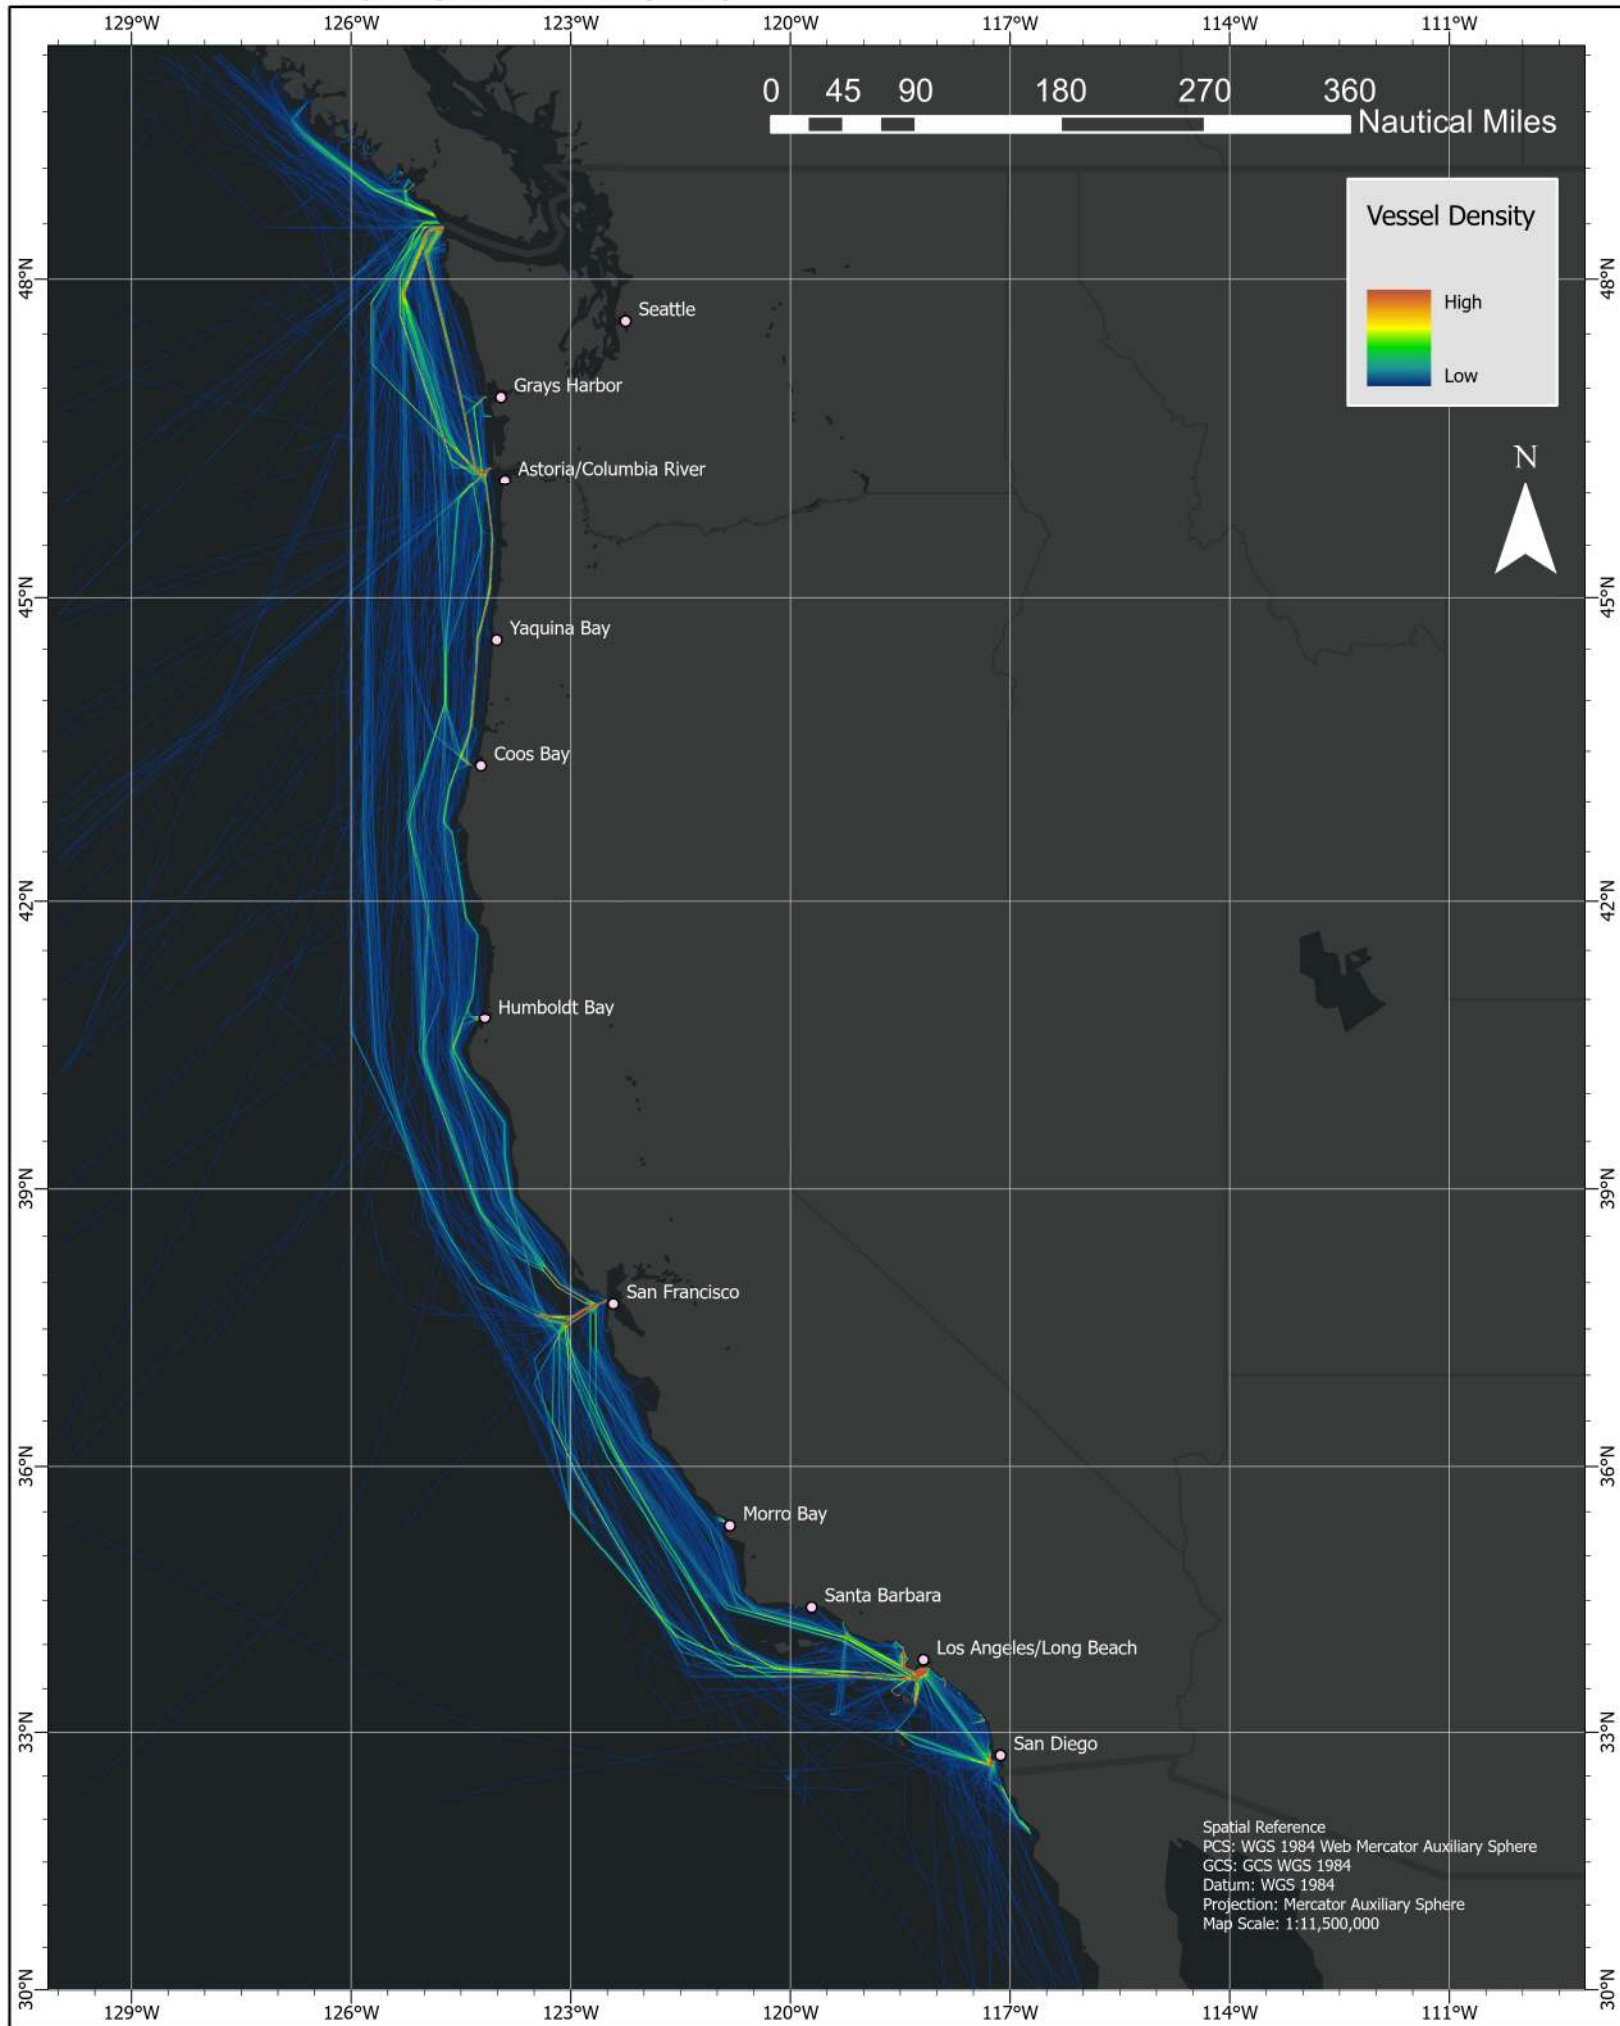 129°W 126°W 123°W 120°W 117°W 114°W 111°W
0 45 90 180 270 360
Nautical Miles
Vessel Density
High
Low
48°N
48°N
Seattle
Grays Harbor
N
Astoria/Columbia River
45°N
45°N
Yaquina Bay
Coos Bay
42°N
42°N
Humboldt Bay
39°N
39°N
San Francisco
36°N
36°N
Morro Bay
Santa Barbara
Los Angeles/Long Beach
33°N
33°N
San Diego
Spatial Reference
PCS: WGS 1984 Web Mercator Auxiliary Sphere
GCS: GCS WGS 1984
Datum: WGS 1984
Projection: Mercator Auxiliary Sphere
Map Scale: 1:11,500,000
30°N
30°N
129°W 126°W 123°W 120°W 117°W 114°W 111°W